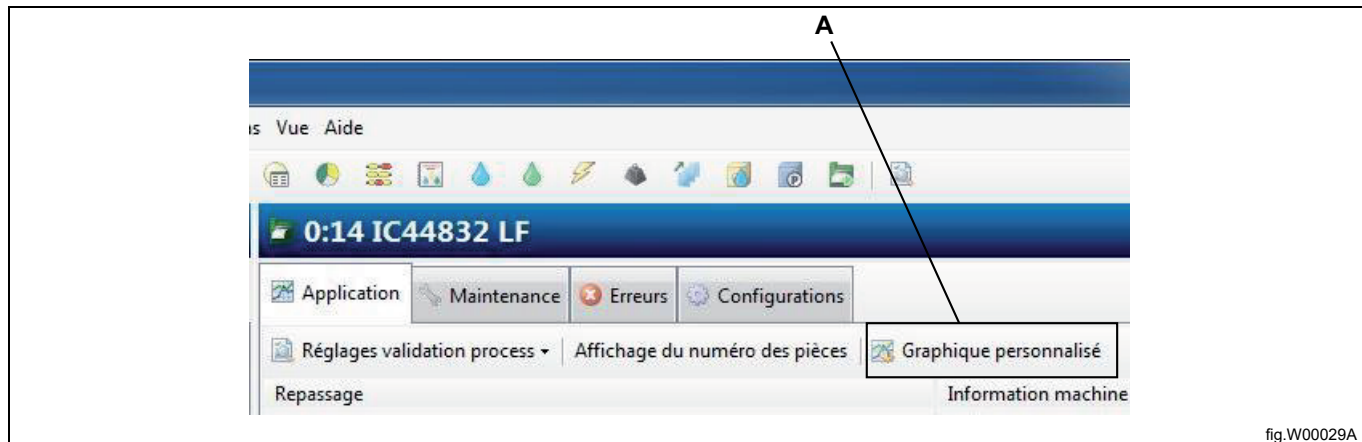 A
Vue Aide
0:14 IC44832 LF
Application Maintenance Erreurs Configurations
Réglages validation process Affichage du numéro des pièces Graphique personnalisé
Repassage Information machine
fig.W00029A